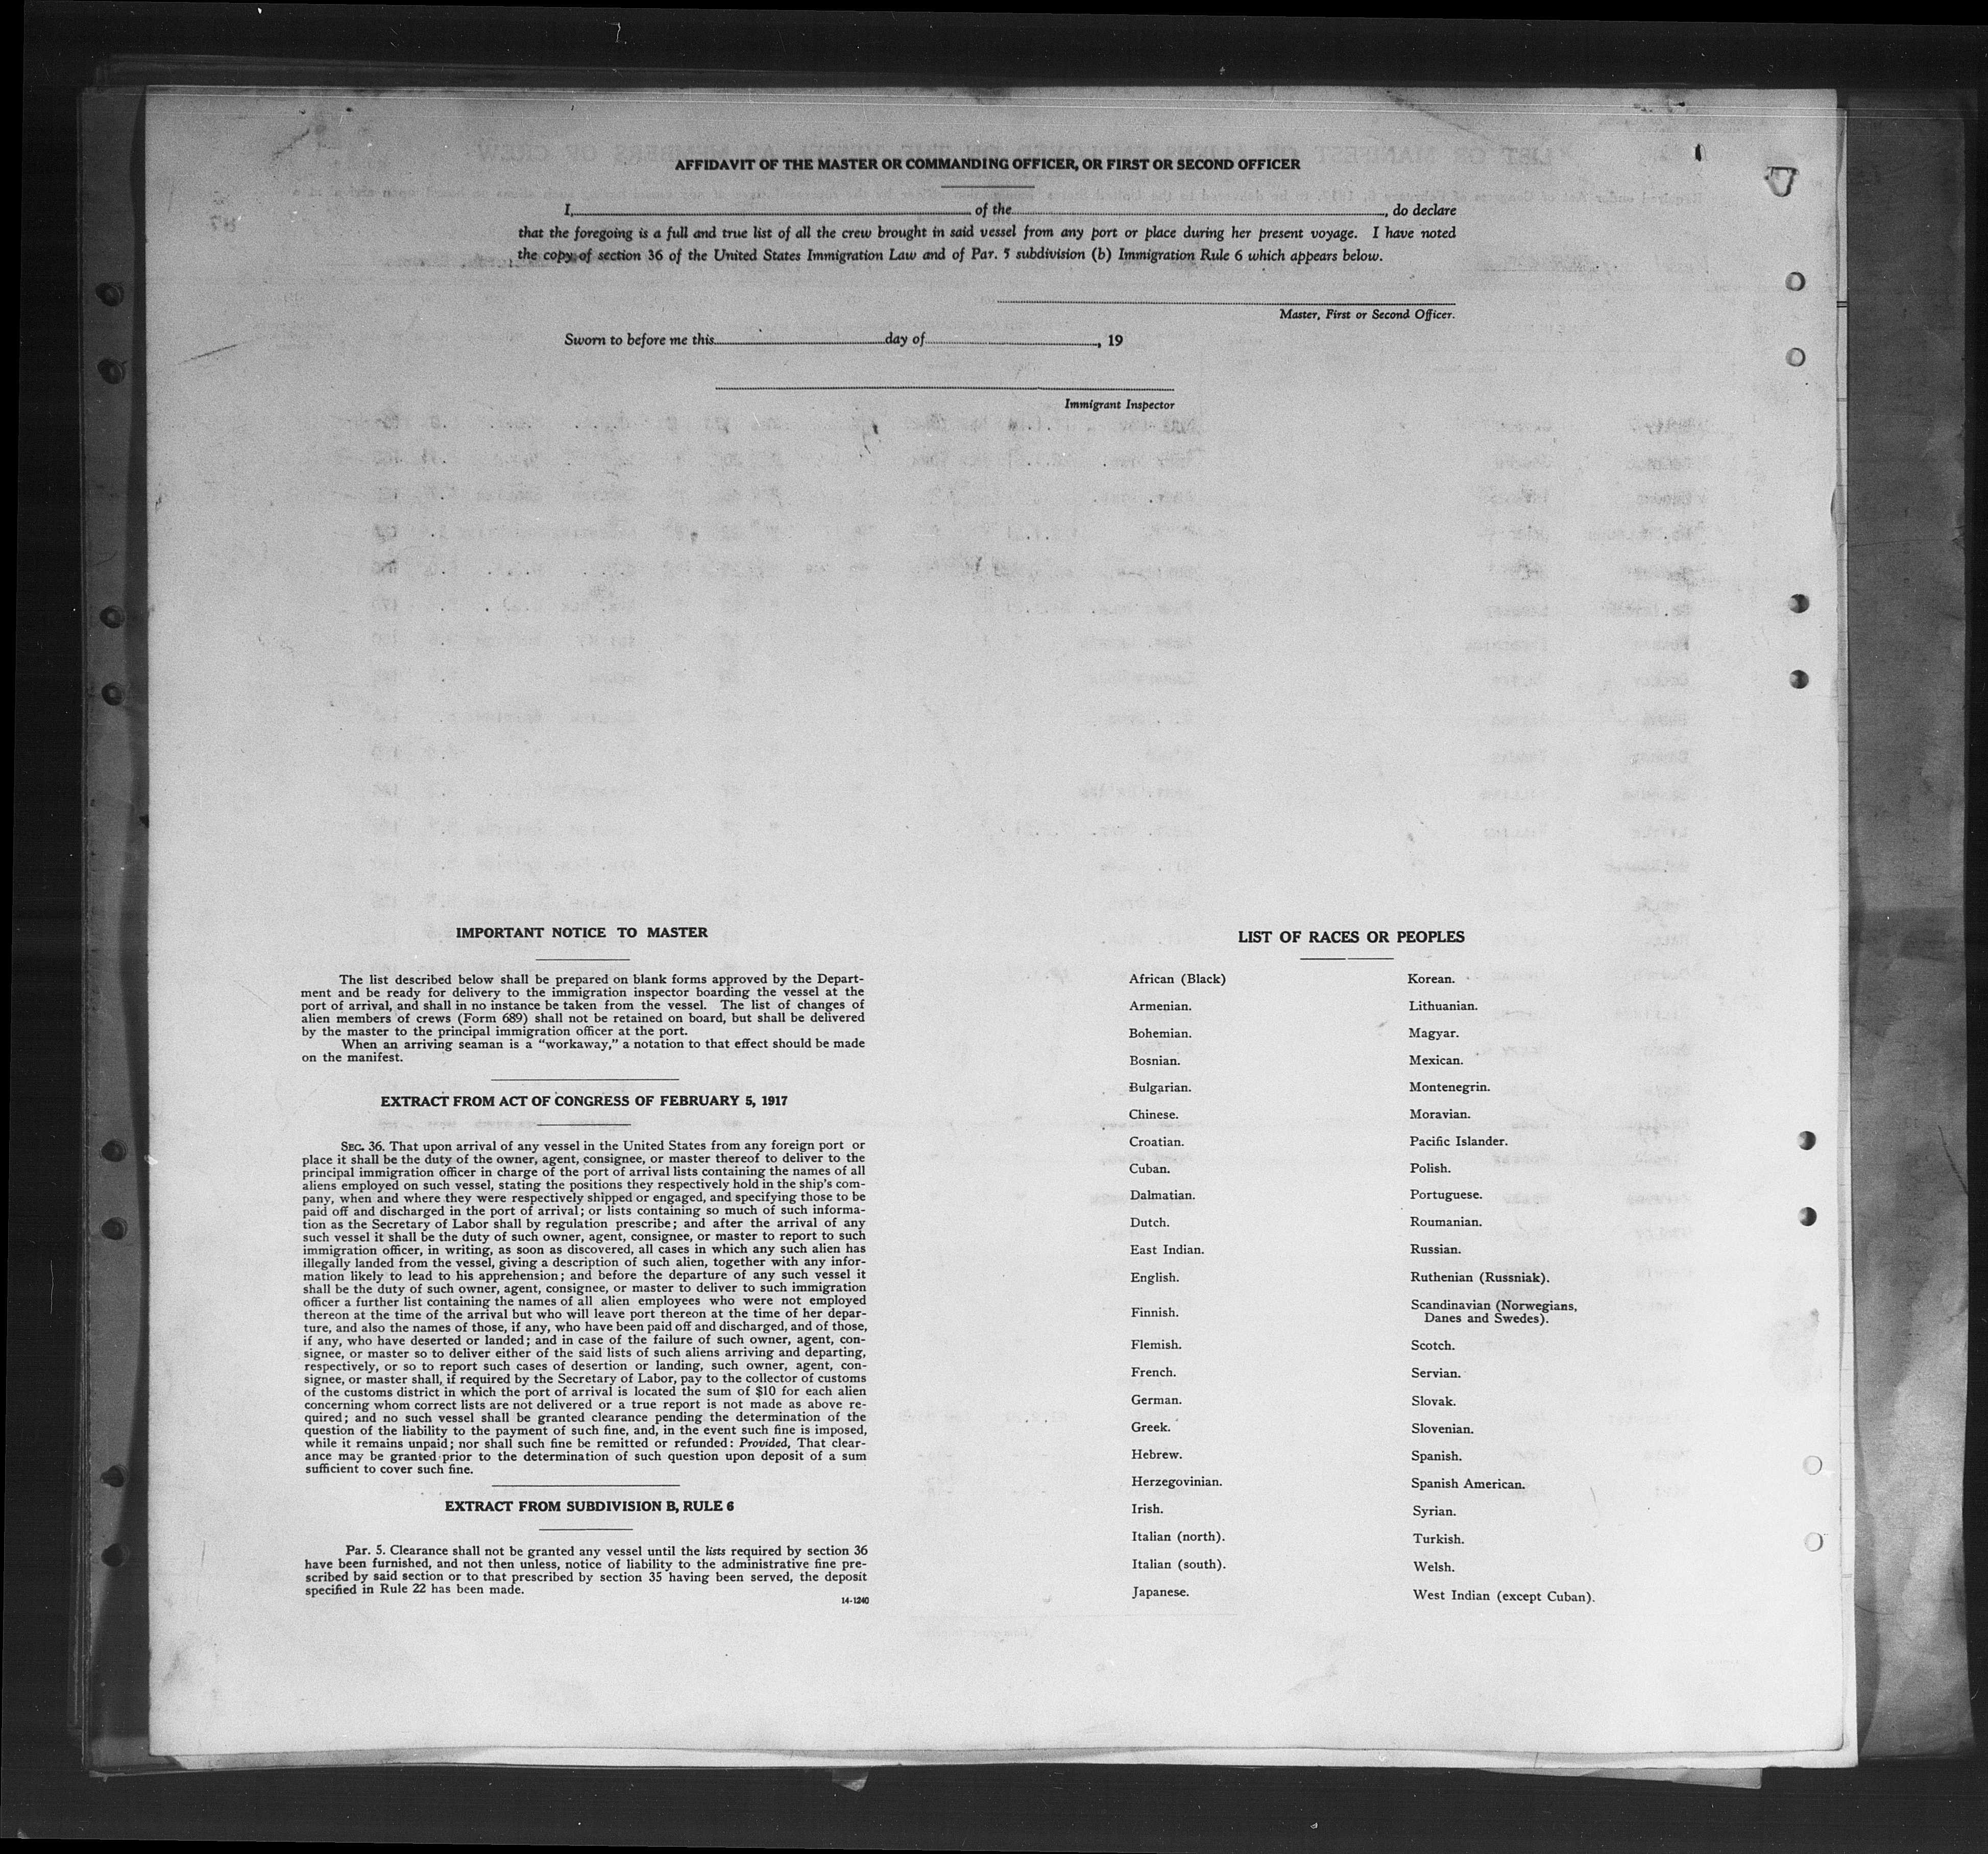 AFFIDAVIT OF THE MASTER OR COMMANDING OFFICER, OR FIRST OR SECOND OFFICER
I, of the , do declare
that the foregoing is a full and true list of all the crew brought in said vessel from any port or place during her present voyage. I have noted
the copy of section 36 of the United States Immigration Law and of Par. 5 subdivision (b) Immigration Rule 6 which appears below.
Master, First or Second Officer.
Sworn to before me this day of , 19
Immigrant Inspector
IMPORTANT NOTICE TO MASTER
The list described below shall be prepared on blank forms approved by the Depart-
ment and be ready for delivery to the immigration inspector boarding the vessel at the
port of arrival, and shall in no instance be taken from the vessel. The list of changes of
alien members of crews (Form 689) shall not be retained on board, but shall be delivered
by the master to the principal immigration officer at the port.
When an arriving seaman is a “workaway,” a notation to that effect should be made
on the manifest.
EXTRACT FROM ACT OF CONGRESS OF FEBRUARY 5, 1917
SEC. 36. That upon arrival of any vessel in the United States from any foreign port or
place it shall be the duty of the owner, agent, consignee, or master thereof to deliver to the
principal immigration officer in charge of the port of arrival lists containing the names of all
aliens employed on such vessel, stating the positions they respectively hold in the ship’s com-
pany, when and where they were respectively shipped or engaged, and specifying those to be
paid off and discharged in the port of arrival; or lists containing so much of such informa-
tion as the Secretary of Labor shall by regulation prescribe; and after the arrival of any
such vessel it shall be the duty of such owner, agent, consignee, or master to report to such
immigration officer, in writing, as soon as discovered, all cases in which any such alien has
illegally landed from the vessel, giving a description of such alien, together with any infor-
mation likely to lead to his apprehension; and before the departure of any such vessel it
shall be the duty of such owner, agent, consignee, or master to deliver to such immigration
officer a further list containing the names of all alien employees who were not employed
thereon at the time of the arrival but who will leave port thereon at the time of her depar-
ture, and also the names of those, if any, who have been paid off and discharged, and of those,
if any, who have deserted or landed; and in case of the failure of such owner, agent, con-
signee, or master so to deliver either of the said lists of such aliens arriving and departing,
respectively, or so to report such cases of desertion or landing, such owner, agent, con-
signee, or master shall, if required by the Secretary of Labor, pay to the collector of customs
of the customs district in which the port of arrival is located the sum of $10 for each alien
concerning whom correct lists are not delivered or a true report is not made as above re-
quired; and no such vessel shall be granted clearance pending the determination of the
question of the liability to the payment of such fine, and, in the event such fine is imposed,
while it remains unpaid; nor shall such fine be remitted or refunded: Provided, That clear-
ance may be granted prior to the determination of such question upon deposit of a sum
sufficient to cover such fine.
EXTRACT FROM SUBDIVISION B, RULE 6
Par. 5. Clearance shall not be granted any vessel until the lists required by section 36
have been furnished, and not then unless, notice of liability to the administrative fine pre-
scribed by said section or to that prescribed by section 35 having been served, the deposit
specified in Rule 22 has been made.
14-1240
LIST OF RACES OR PEOPLES
African (Black)
Armenian.
Bohemian.
Bosnian.
Bulgarian.
Chinese.
Croatian.
Cuban.
Dalmatian.
Dutch.
East Indian.
English.
Finnish.
Flemish.
French.
German.
Greek.
Hebrew.
Herzegovinian.
Irish.
Italian (north).
Italian (south).
Japanese.
Korean.
Lithuanian.
Magyar.
Mexican.
Montenegrin.
Moravian.
Pacific Islander.
Polish.
Portuguese.
Roumanian.
Russian.
Ruthenian (Russniak).
Scandinavian (Norwegians,
Danes and Swedes).
Scotch.
Servian.
Slovak.
Slovenian.
Spanish.
Spanish American.
Syrian.
Turkish.
Welsh.
West Indian (except Cuban).